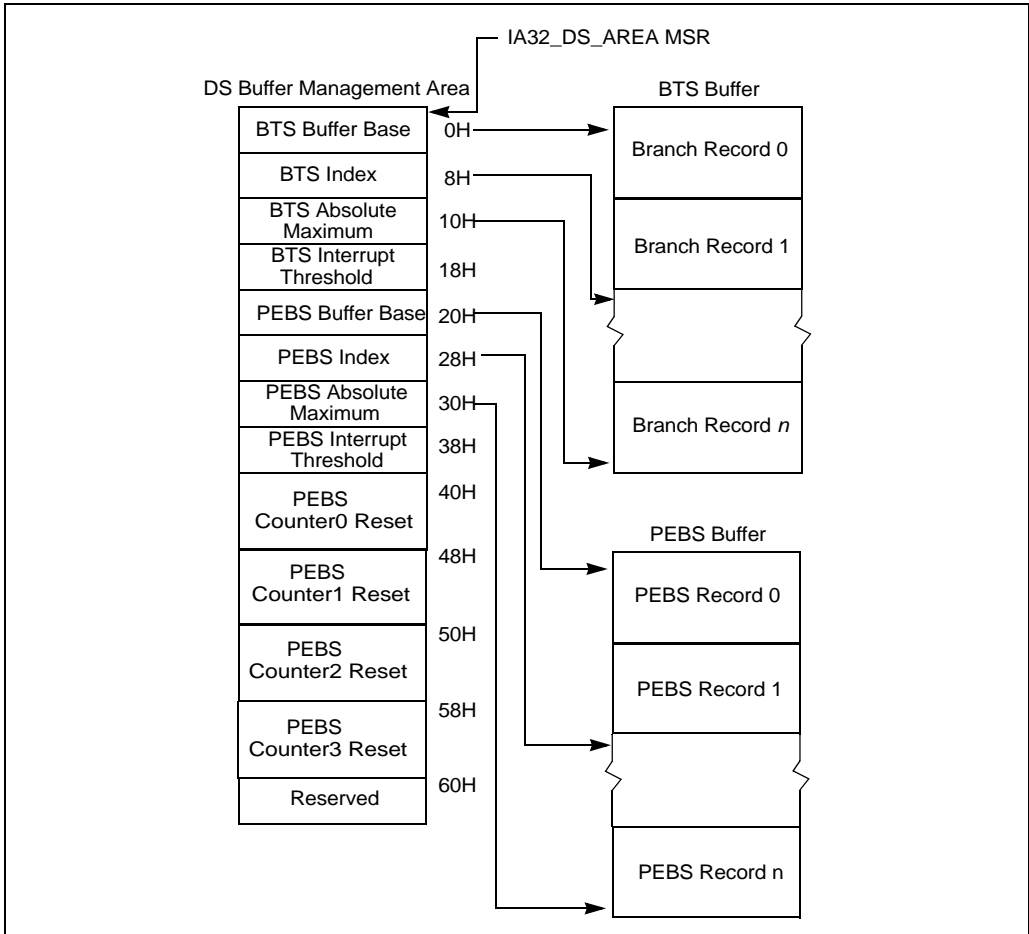 IA32_DS_AREA MSR
DS Buffer Management Area
BTS Buffer Base
0H
BTS Index
8H
BTS Absolute
Maximum
10H
BTS Interrupt
Threshold
18H
PEBS Buffer Base
20H
PEBS Index
28H
PEBS Absolute
Maximum
30H
PEBS Interrupt
Threshold
38H
PEBS
Counter0 Reset
40H
PEBS
Counter1 Reset
48H
PEBS
Counter2 Reset
50H
PEBS
Counter3 Reset
58H
Reserved
60H
BTS Buffer
Branch Record 0
Branch Record 1
Branch Record n
PEBS Buffer
PEBS Record 0
PEBS Record 1
PEBS Record n